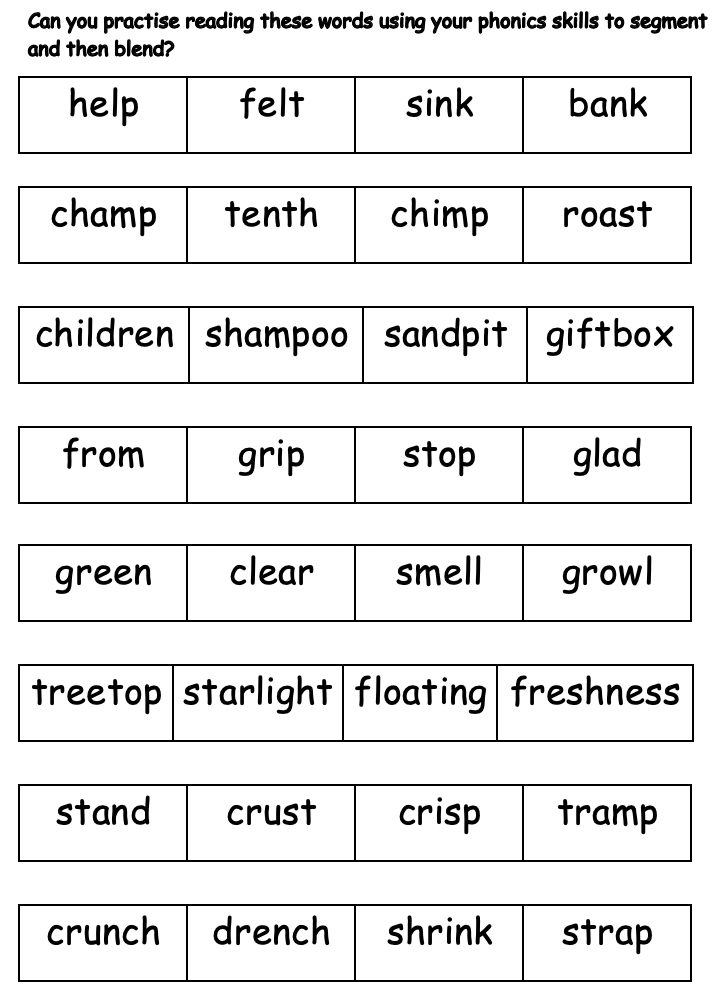 Can you practise reading these words using your phonics skills to segment
and then blend?
help felt sink bank
champ tenth chimp roast
children shampoo sandpit giftbox
from grip stop glad
green clear smell growl
treetop starlight floating freshness
stand crust crisp tramp
crunch drench shrink strap